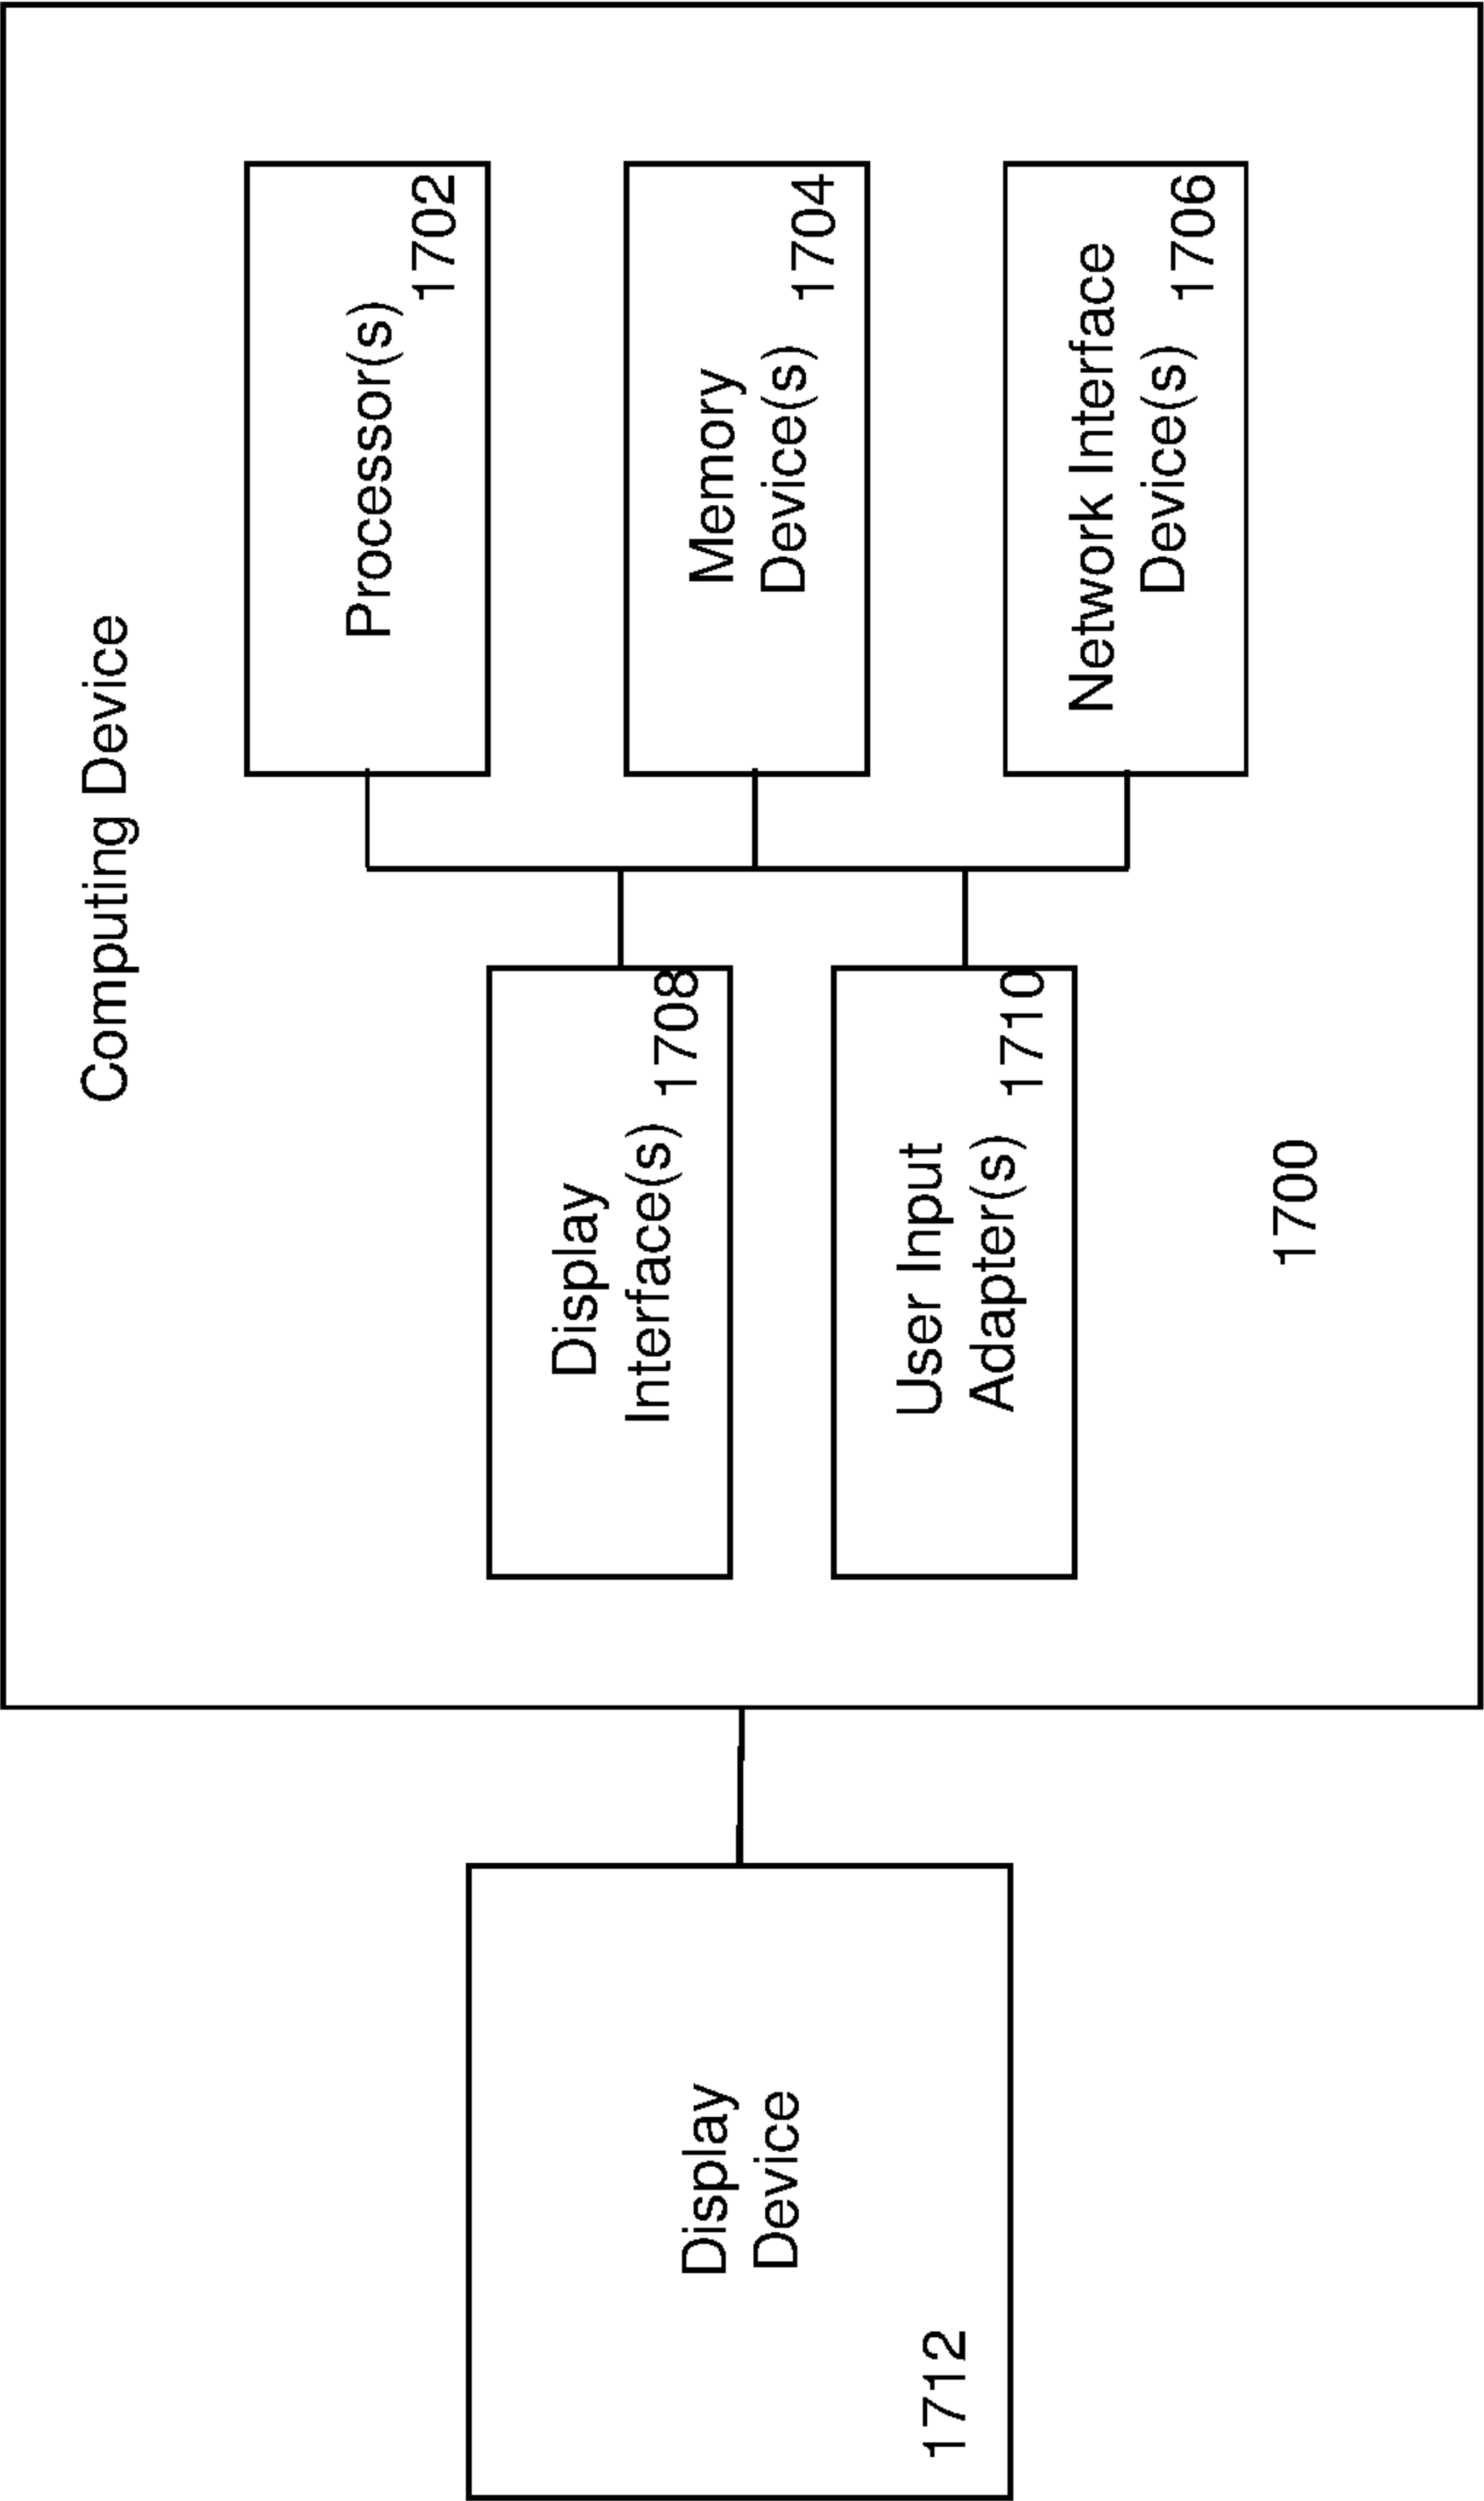 Computing Device
Processor(s)
1702
Display
Interface(s)
1708
Memory
Device(s)
1704
User Input
Adapter(s)
1710
Network Interface
Device(s)
1706
1700
Display
Device
1712